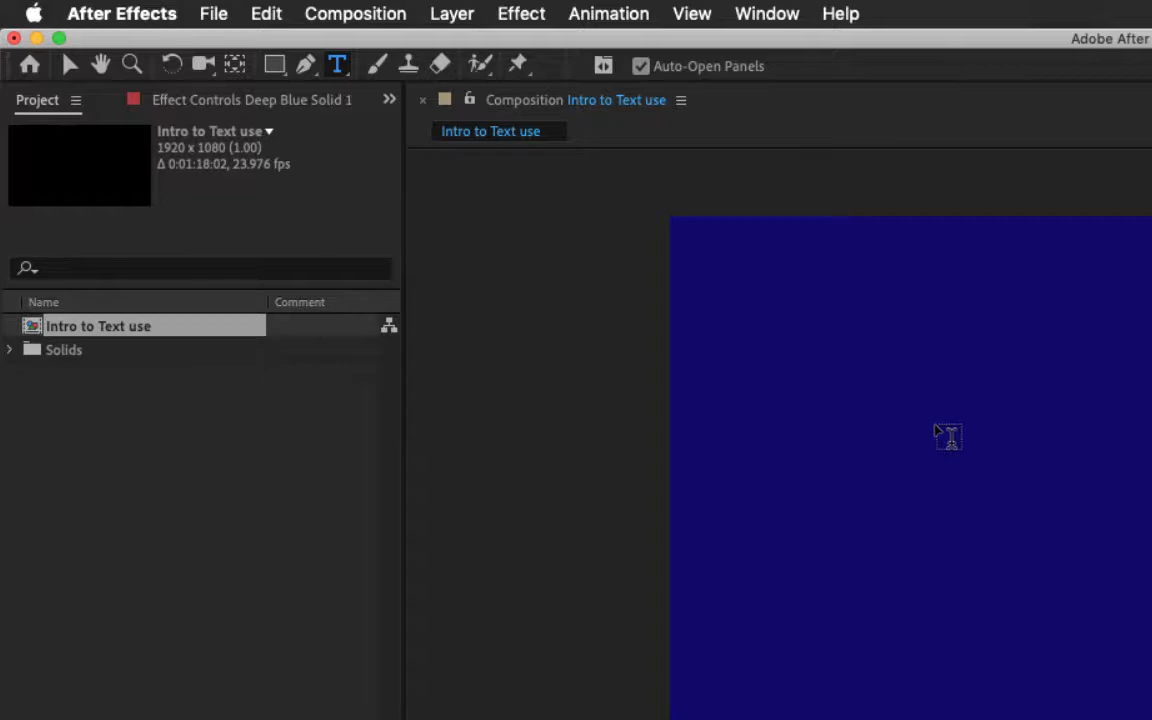 After Effects File Edit Composition Layer Effect Animation View Window Help
Adobe After
T Auto-Open Panels
Project Effect Controls Deep Blue Solid 1 Composition Intro to Text use
Intro to Text use
Intro to Text use
1920 x 1080 (1.00)
Δ 0:01:18:02, 23.976 fps
Name Comment
Intro to Text use
Solids